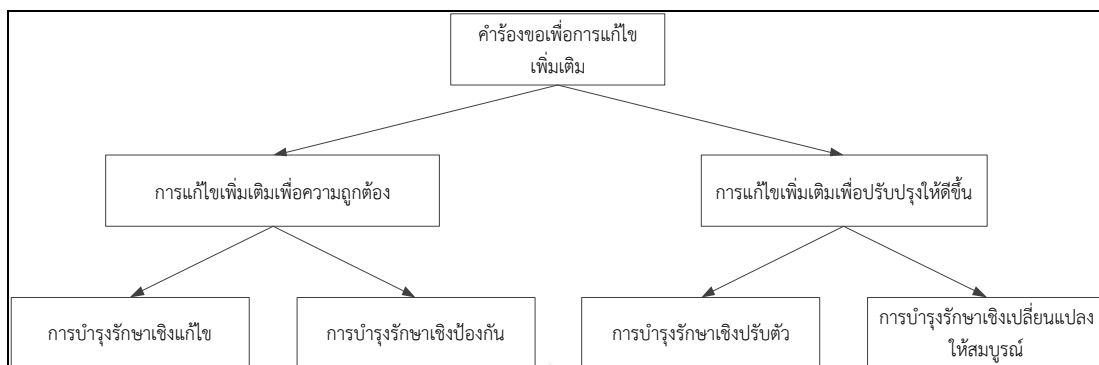 คำร้องขอเพื่อการแก้ไข
เพิ่มเติม
การแก้ไขเพิ่มเติมเพื่อความถูกต้อง
การแก้ไขเพิ่มเติมเพื่อปรับปรุงให้ดีขึ้น
การบำรุงรักษาเชิงแก้ไข
การบำรุงรักษาเชิงป้องกัน
การบำรุงรักษาเชิงปรับตัว
การบำรุงรักษาเชิงเปลี่ยนแปลง
ให้สมบูรณ์